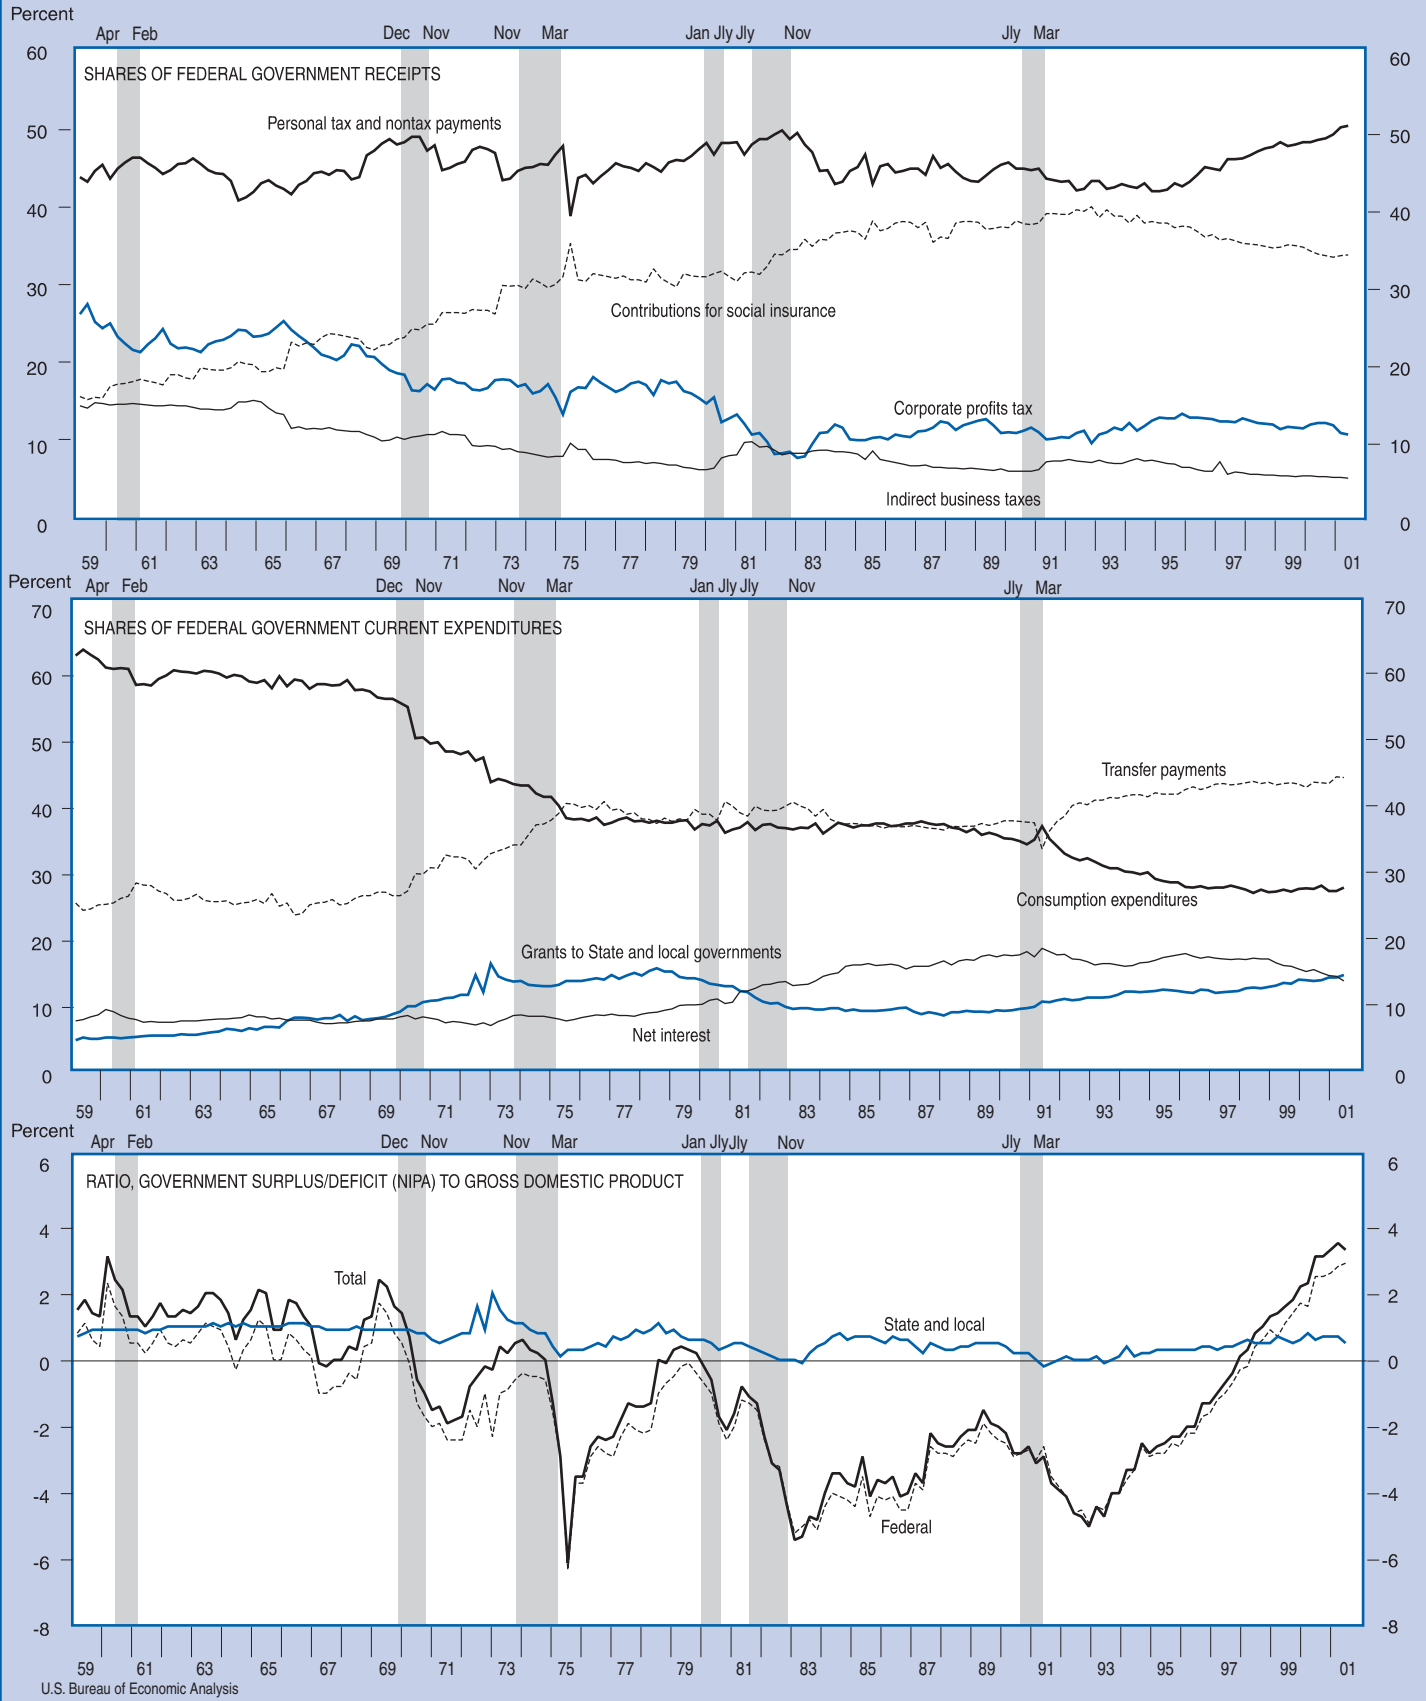 Percent
Apr Feb Dec Nov Nov Mar Jan Jly Jly Nov Jly Mar
60 60
SHARES OF FEDERAL GOVERNMENT RECEIPTS
Personal tax and nontax payments
50 50
40 40
30 30
Contributions for social insurance
20 20
Corporate profits tax
10 10
Indirect business taxes
0 0
59 61 63 65 67 69 71 73 75 77 79 81 83 85 87 89 91 93 95 97 99 01
Percent Apr Feb Dec Nov Nov Mar Jan Jly Jly Nov Jly Mar
70 70
SHARES OF FEDERAL GOVERNMENT CURRENT EXPENDITURES
60 60
50 50
Transfer payments
40 40
30 30
Consumption expenditures
20 20
Grants to State and local governments
10 10
Net interest
0 0
59 61 63 65 67 69 71 73 75 77 79 81 83 85 87 89 91 93 95 97 99 01
Percent
Apr Feb Dec Nov Nov Mar Jan Jly Jly Nov Jly Mar
6 6
RATIO, GOVERNMENT SURPLUS/DEFICIT (NIPA) TO GROSS DOMESTIC PRODUCT
4 4
Total
2 2
State and local
0 0
-2 -2
-4 -4
Federal
-6 -6
-8 -8
59 61 63 65 67 69 71 73 75 77 79 81 83 85 87 89 91 93 95 97 99 01
U.S. Bureau of Economic Analysis